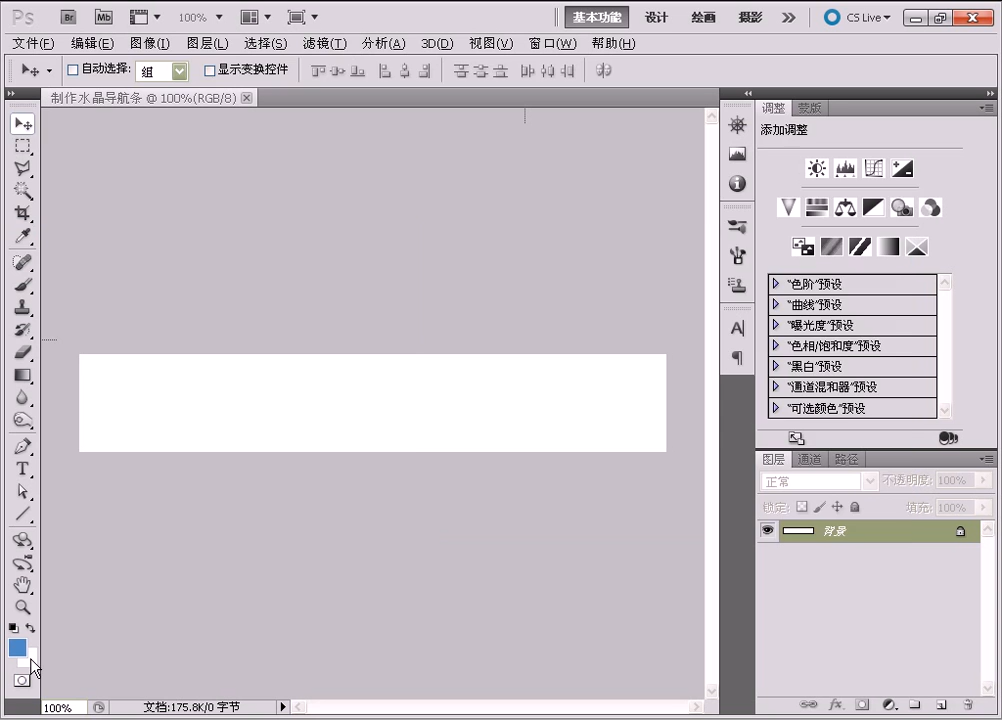 Ps Br Mb 100% 基本功能 设计 绘画 摄影 CS Live
文件(F) 编辑(E) 图像(I) 图层(L) 选择(S) 滤镜(T) 分析(A) 3D(D) 视图(V) 窗口(W) 帮助(H)
自动选择: 组 显示变换控件
制作水晶导航条 @ 100%(RGB/8)
调整 蒙版
添加调整
“色阶”预设
“曲线”预设
“曝光度”预设
“色相/饱和度”预设
“黑白”预设
“通道混和器”预设
“可选颜色”预设
图层 通道 路径
正常 不透明度: 100%
锁定: 填充: 100%
背景
100% 文档:175.8K/0 字节